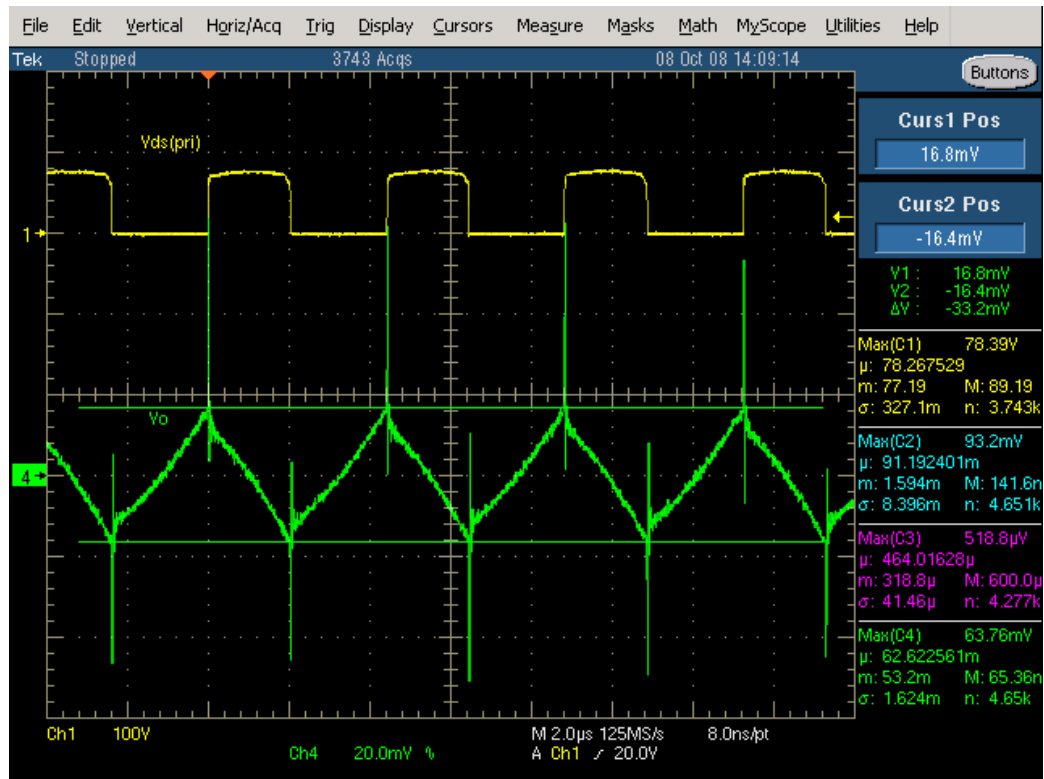 File Edit Vertical Horiz/Acq Trig Display Cursors Measure Masks Math MyScope Utilities Help
Tek Stopped 3743 Acqs 08 Oct 08 14:09:14
Buttons
Curs1 Pos
16.8mV
Curs2 Pos
-16.4mV
V1 : 16.8mV
V2 : -16.4mV
ΔV : -33.2mV
Max(C1) 78.39V
µ: 78.267529
m: 77.19 M: 89.19
σ: 327.1m n: 3.743k
Max(C2) 93.2mV
µ: 91.192401m
m: 1.594m M: 141.6m
σ: 8.396m n: 4.651k
Max(C3) 518.8µV
µ: 464.01628µ
m: 318.8µ M: 600.0µ
σ: 41.46µ n: 4.277k
Max(C4) 63.76mV
µ: 62.622561m
m: 53.2m M: 65.36m
σ: 1.624m n: 4.65k
Vds(pri)
1
Vo
4
Ch1 100V M 2.0µs 125MS/s 8.0ns/pt
Ch4 20.0mV A Ch1 20.0V